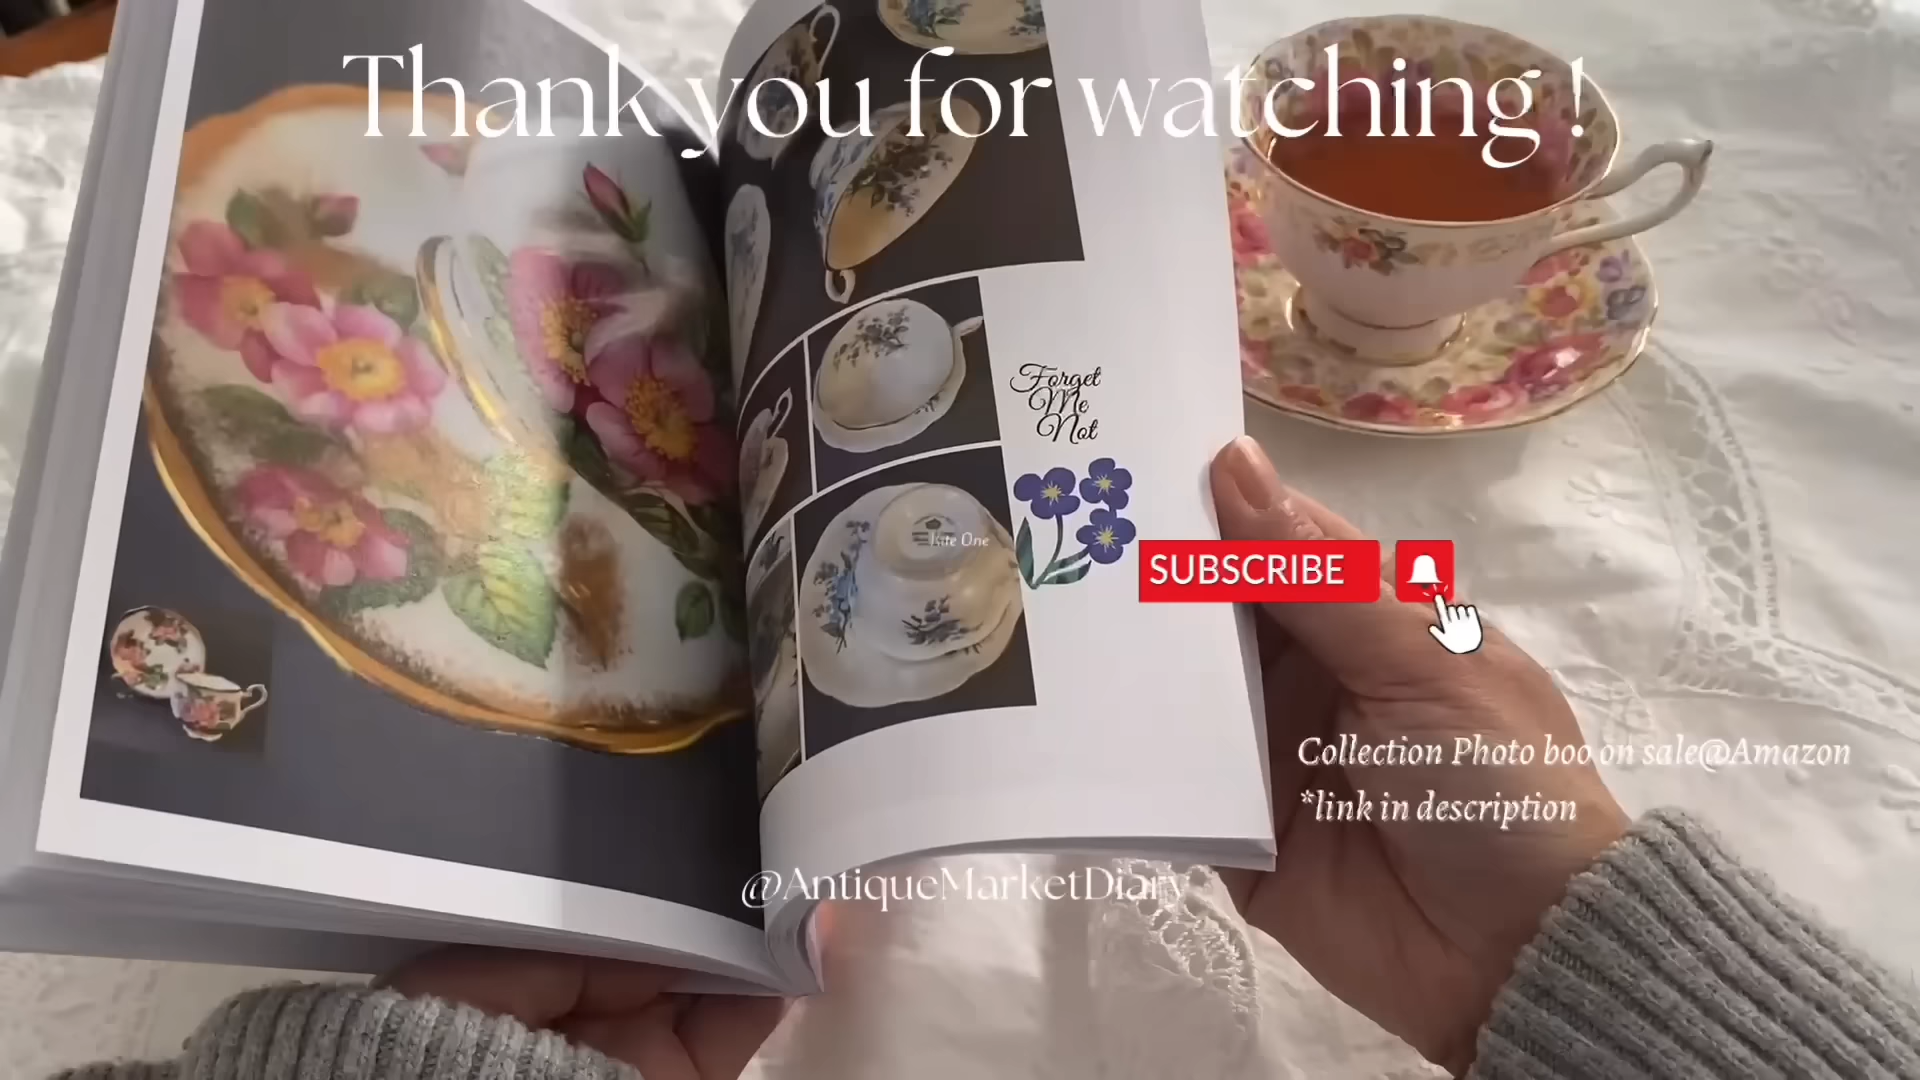 Thank you for watching !
Forget
Me
Not
SUBSCRIBE
Collection Photo boo on sale@Amazon
*link in description
@AntiqueMarketDiary